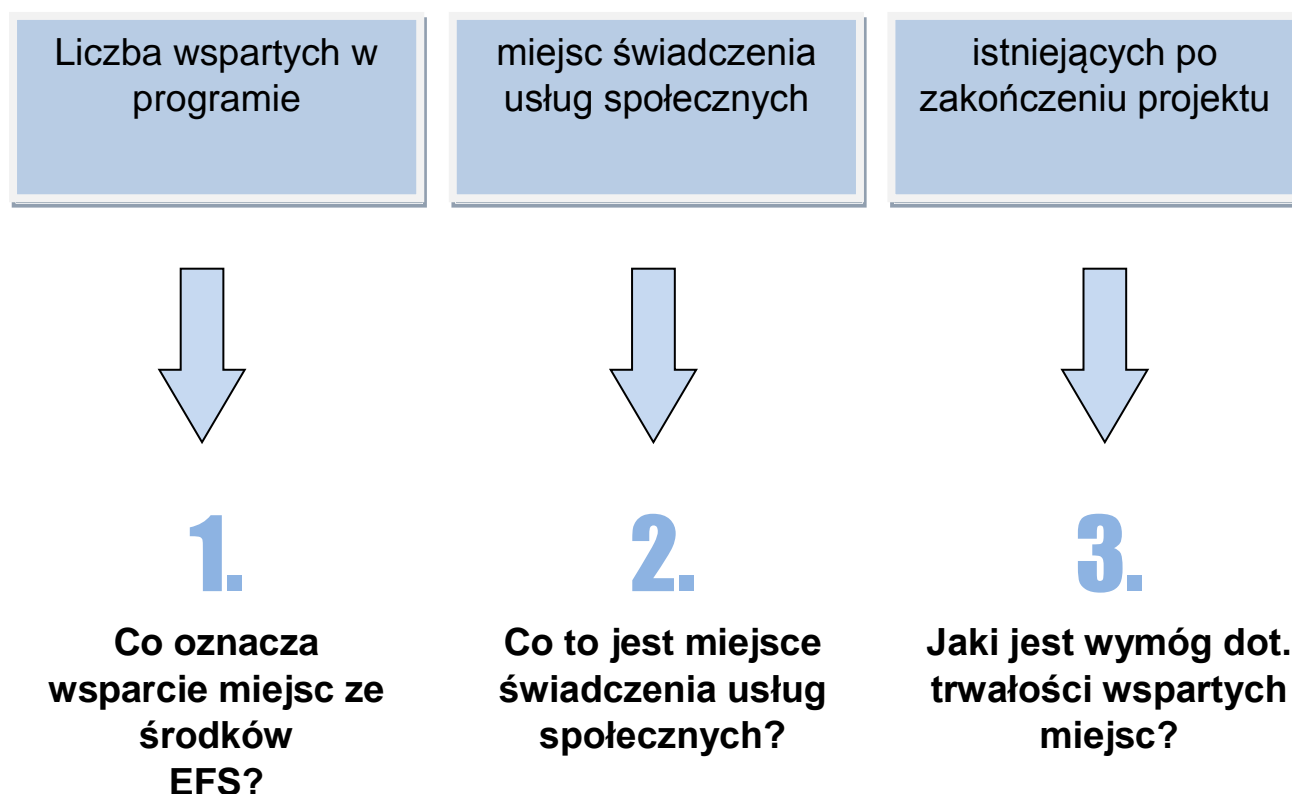 Liczba wspartych w
programie
miejsc świadczenia
usług społecznych
istniejących po
zakończeniu projektu
1.
Co oznacza
wsparcie miejsc ze
środków
EFS?
2.
Co to jest miejsce
świadczenia usług
społecznych?
3.
Jaki jest wymóg dot.
trwałości wspartych
miejsc?